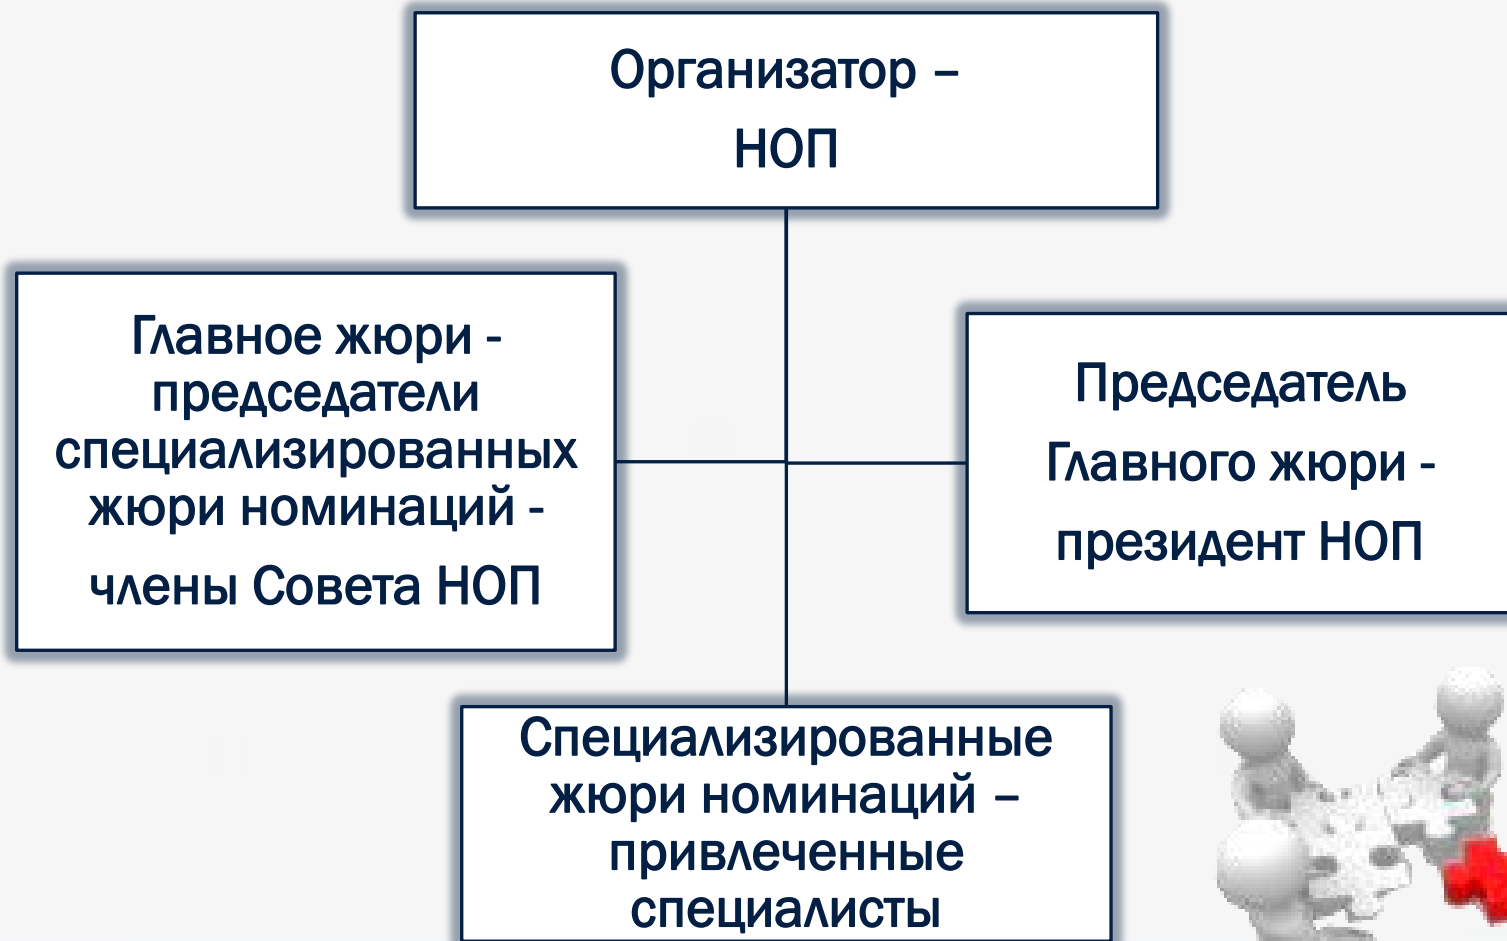 Организатор –
НОП
Главное жюри -
председатели
специализированных
жюри номинаций -
члены Совета НОП
Председатель
Главного жюри -
президент НОП
Специализированные
жюри номинаций –
привлеченные
специалисты